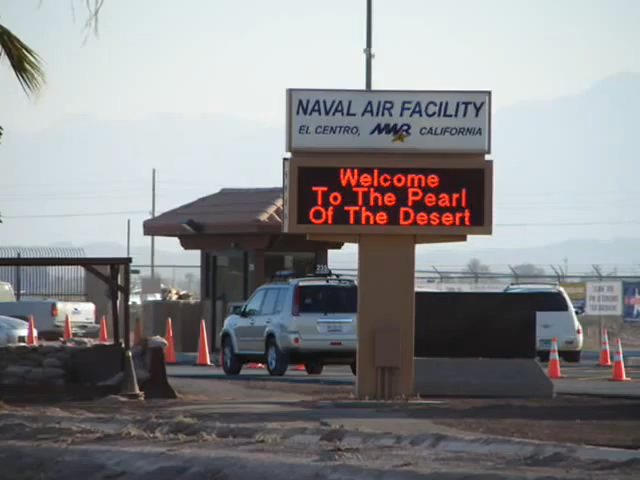 NAVAL AIR FACILITY
EL CENTRO, MWR CALIFORNIA
Welcome
To The Pearl
Of The Desert